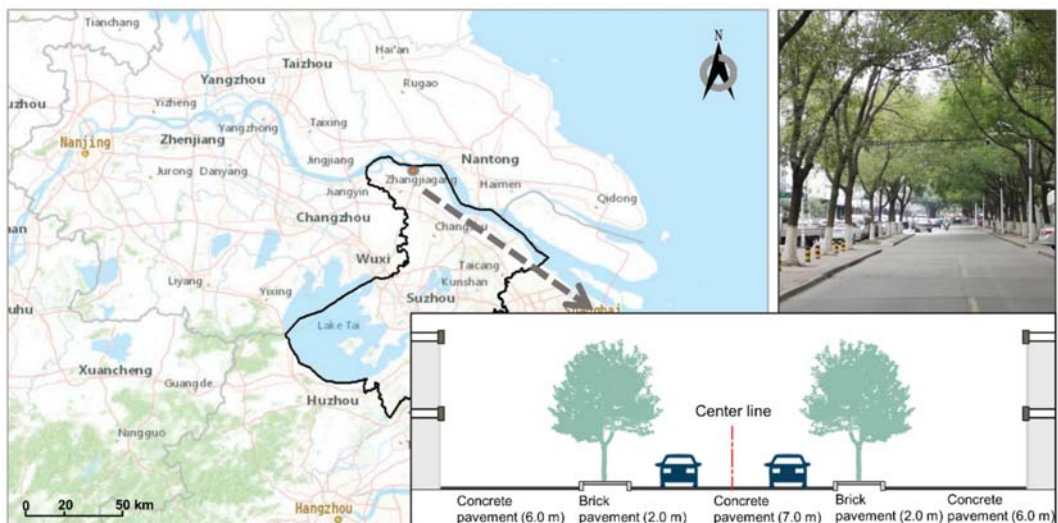 Tianchang
Hai'an
Taizhou
Yangzhou
Rugao
N
uzhou
Yizheng
Yangzhong
Taixing
Nanjing
Zhenjiang
Jingjiang
Nantong
Jurong
Danyang
Zhangjiagang
Haimen
Jiangyin
Qidong
Changzhou
Wuxi
Taicang
Liyang
Kunshan
Yixing
Suzhou
uhu
Lake Tai
Xuancheng
Guangde
Huzhou
Center line
Ningguo
0 20 50 km
Hangzhou
Concrete pavement (6.0 m)
Brick pavement (2.0 m)
Concrete pavement (7.0 m)
Brick pavement (2.0 m)
Concrete pavement (6.0 m)